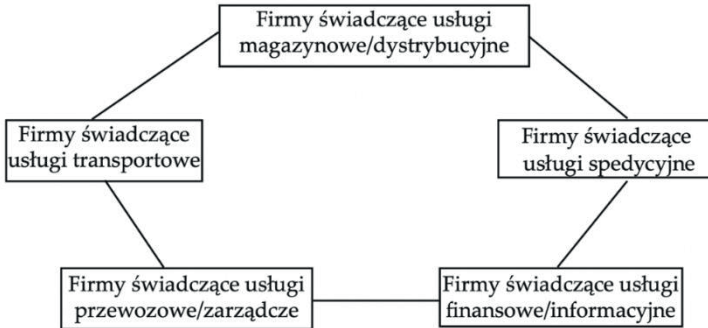 Firmy świadczące usługi
magazynowe/dystrybucyjne
Firmy świadczące
usługi transportowe
Firmy świadczące
usługi spedycyjne
Firmy świadczące usługi
przewozowe/zarządcze
Firmy świadczące usługi
finansowe/informacyjne